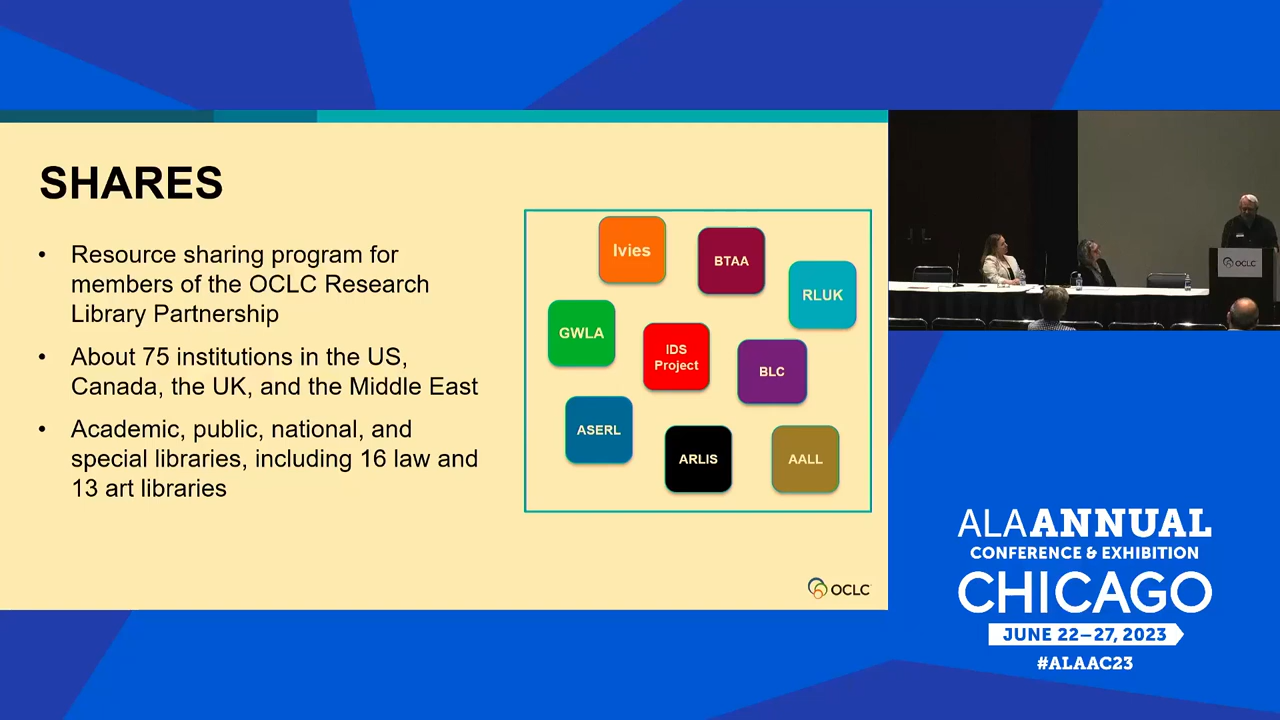 SHARES
• Resource sharing program for
members of the OCLC Research
Library Partnership
• About 75 institutions in the US,
Canada, the UK, and the Middle East
• Academic, public, national, and
special libraries, including 16 law and
13 art libraries
Ivies
BTAA
RLUK
GWLA
IDS
Project
BLC
ASERL
ARLIS
AALL
OCLC
OCLC
ALAANNUAL
CONFERENCE & EXHIBITION
CHICAGO
JUNE 22–27, 2023
#ALAAC23